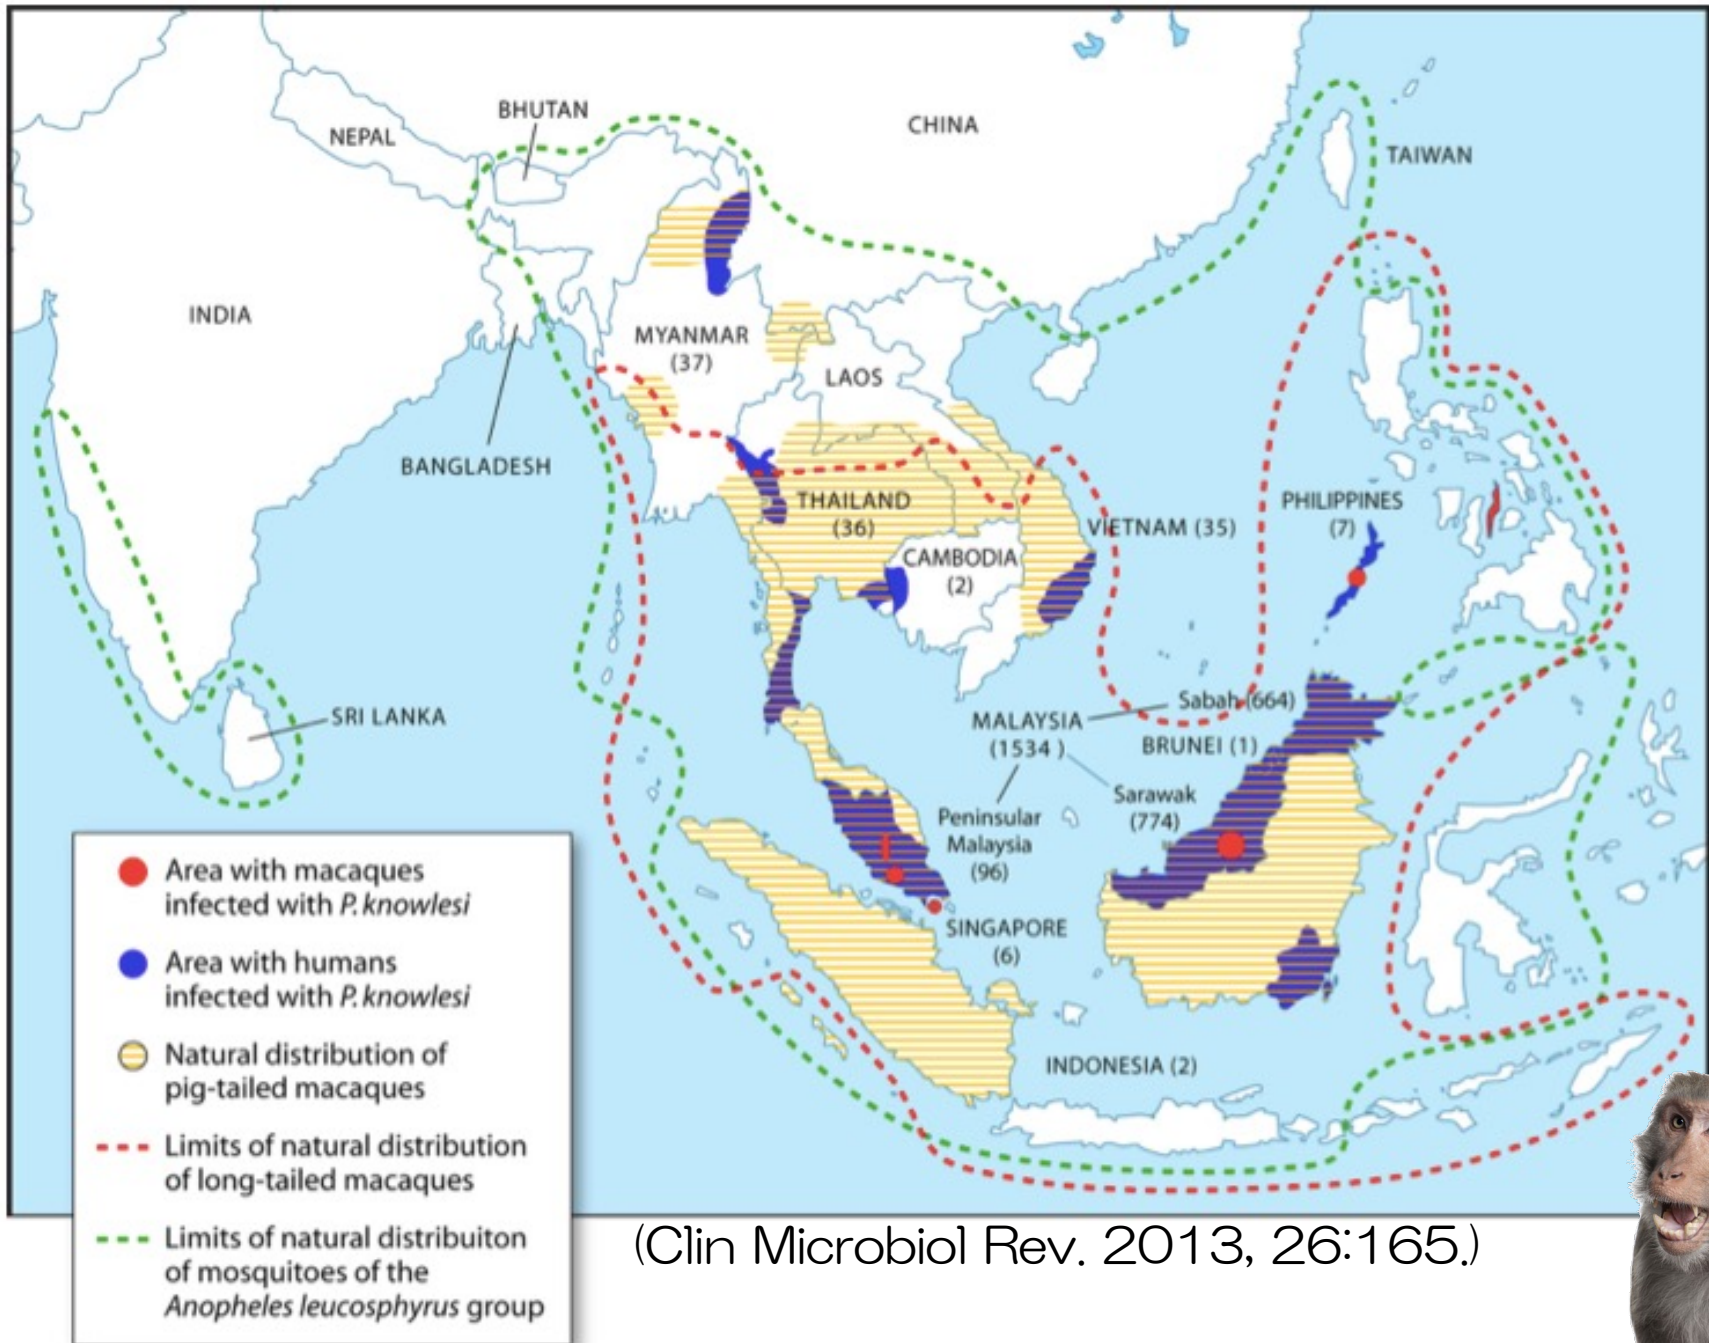 BHUTAN
NEPAL
CHINA
TAIWAN
INDIA
MYANMAR
(37)
LAOS
BANGLADESH
THAILAND
(36)
VIETNAM (35)
PHILIPPINES
(7)
CAMBODIA
(2)
SRI LANKA
MALAYSIA
(1534 )
Sabah (664)
BRUNEI (1)
Sarawak
(774)
Peninsular
Malaysia
(96)
SINGAPORE
(6)
INDONESIA (2)
Area with macaques
infected with P. knowlesi
Area with humans
infected with P. knowlesi
Natural distribution of
pig-tailed macaques
Limits of natural distribution
of long-tailed macaques
Limits of natural distribuiton
of mosquitoes of the
Anopheles leucosphyrus group
(Clin Microbiol Rev. 2013, 26:165.)